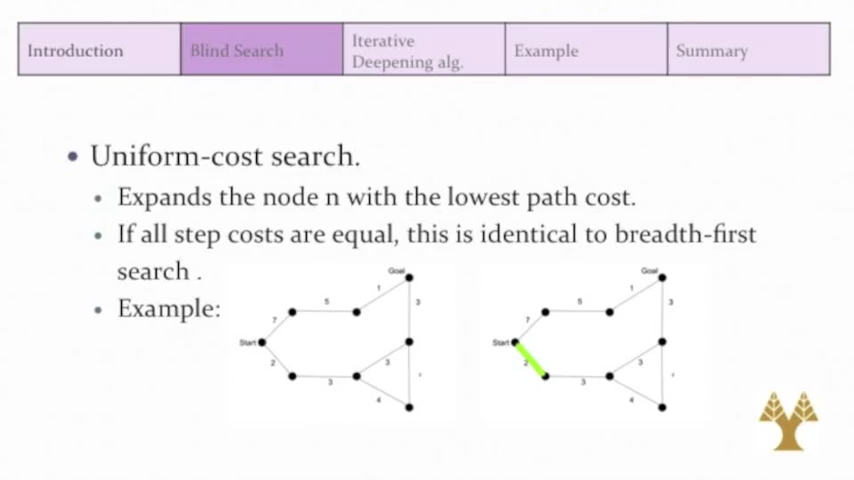 Introduction
Blind Search
Iterative
Deepening alg.
Example
Summary
• Uniform-cost search.
• Expands the node n with the lowest path cost.
• If all step costs are equal, this is identical to breadth-first
search .
• Example:
Goal
1
5
3
7
Start
2
3
3
4
Goal
1
5
3
7
Start
2
3
3
4